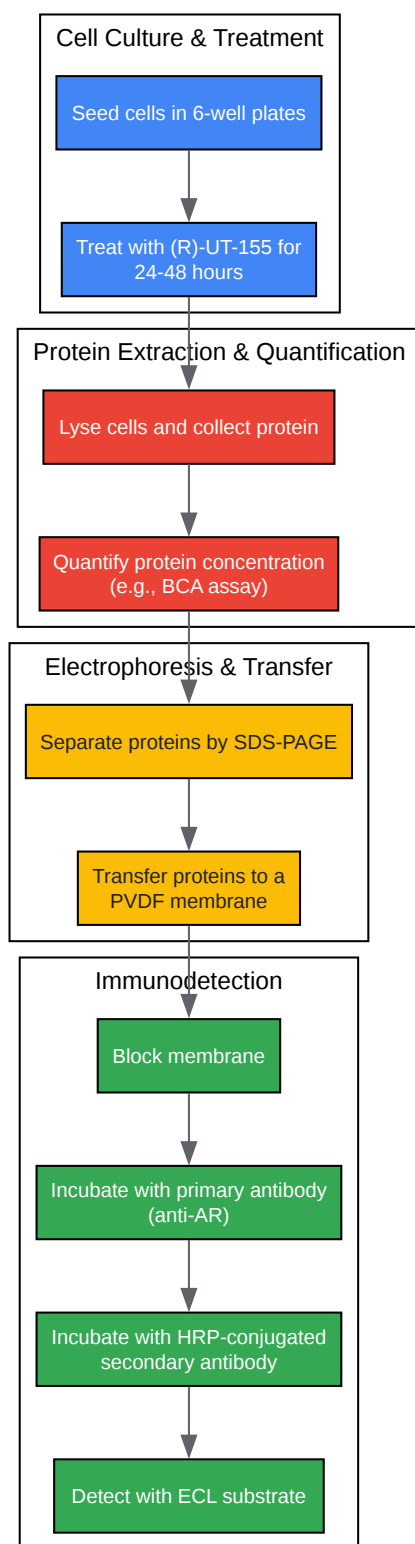 Cell Culture & Treatment
Seed cells in 6-well plates
Treat with (R)-UT-155 for
24-48 hours
Protein Extraction & Quantification
Lyse cells and collect protein
Quantify protein concentration
(e.g., BCA assay)
Electrophoresis & Transfer
Separate proteins by SDS-PAGE
Transfer proteins to a
PVDF membrane
Immunodetection
Block membrane
Incubate with primary antibody
(anti-AR)
Incubate with HRP-conjugated
secondary antibody
Detect with ECL substrate